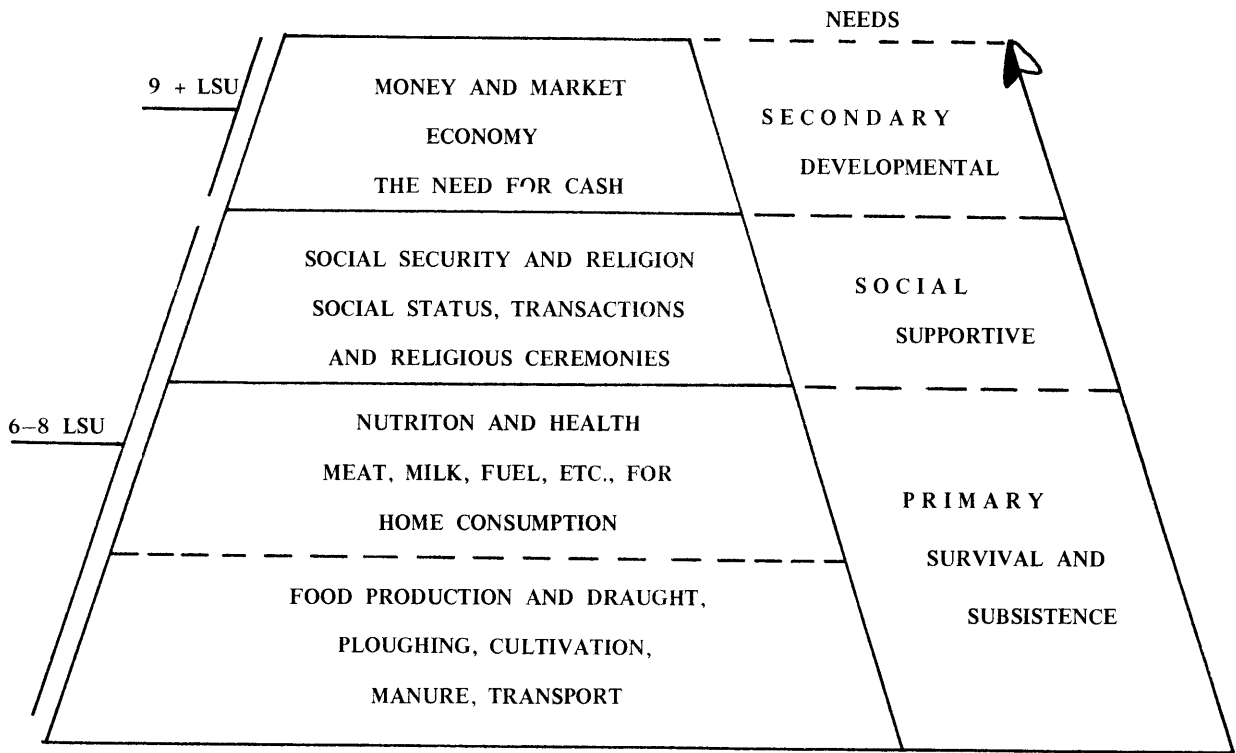 NEEDS
9 + LSU
MONEY AND MARKET
ECONOMY
THE NEED FOR CASH
SECONDARY
DEVELOPMENTAL
SOCIAL SECURITY AND RELIGION
SOCIAL STATUS, TRANSACTIONS
AND RELIGIOUS CEREMONIES
SOCIAL
SUPPORTIVE
6–8 LSU
NUTRITON AND HEALTH
MEAT, MILK, FUEL, ETC., FOR
HOME CONSUMPTION
PRIMARY
SURVIVAL AND
SUBSISTENCE
FOOD PRODUCTION AND DRAUGHT,
PLOUGHING, CULTIVATION,
MANURE, TRANSPORT